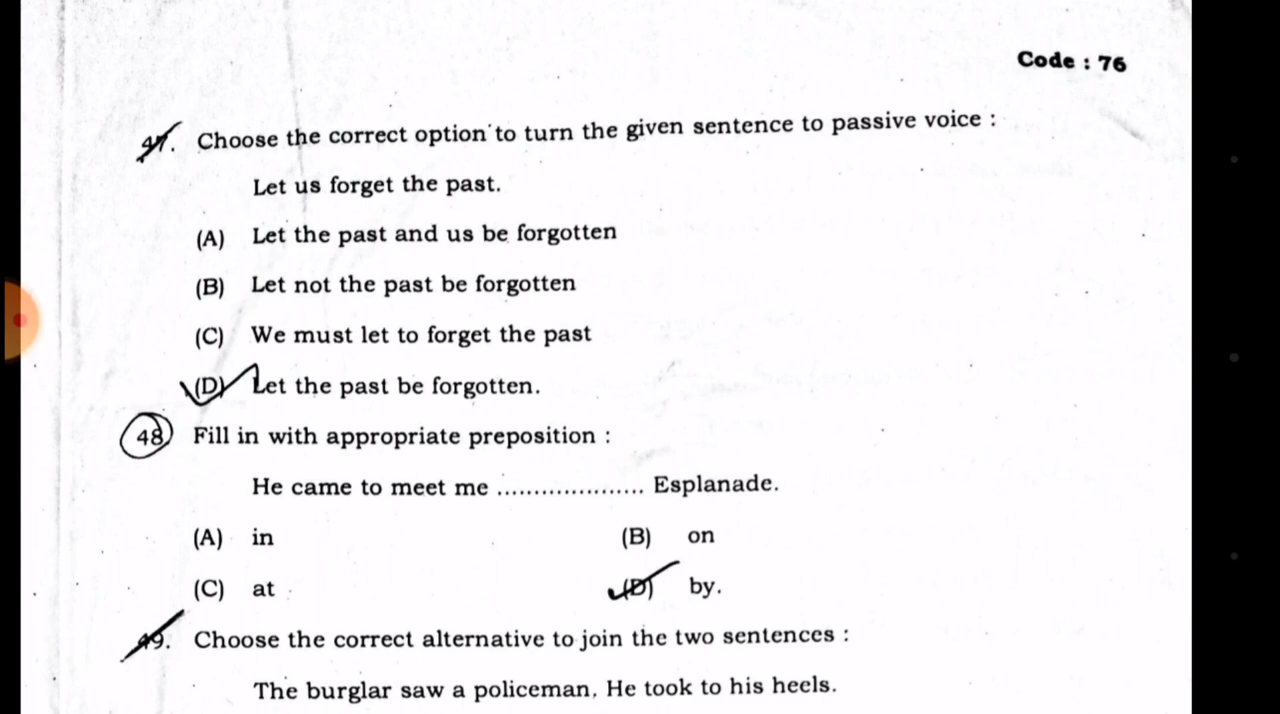 Code : 76
47. Choose the correct option to turn the given sentence to passive voice :
Let us forget the past.
(A) Let the past and us be forgotten
(B) Let not the past be forgotten
(C) We must let to forget the past
(D) Let the past be forgotten.
48 Fill in with appropriate preposition :
He came to meet me .................... Esplanade.
(A) in (B) on
(C) at (D) by.
49. Choose the correct alternative to join the two sentences :
The burglar saw a policeman. He took to his heels.